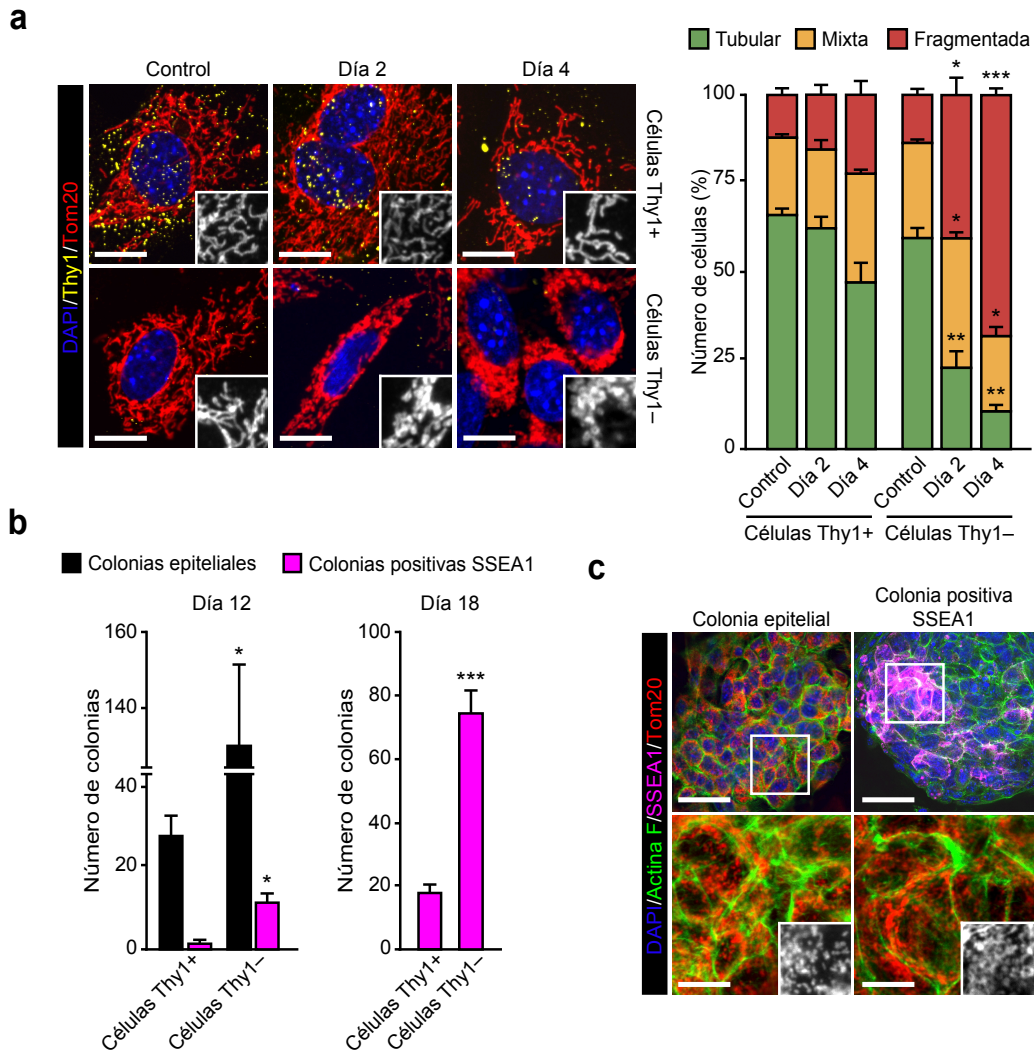 a
Control
Día 2
Día 4
DAPI/Thy1/Tom20
Células Thy1+
Células Thy1–
Tubular
Mixta
Fragmentada
Número de células (%)
100
75
50
25
0
*
***
*
*
**
**
Control
Día 2
Día 4
Control
Día 2
Día 4
Células Thy1+
Células Thy1–
b
Colonias epiteliales
Colonias positivas SSEA1
Día 12
Número de colonias
160
140
40
20
0
*
*
Células Thy1+
Células Thy1–
Día 18
Número de colonias
100
80
60
40
20
0
***
Células Thy1+
Células Thy1–
c
Colonia epitelial
Colonia positiva
SSEA1
DAPI/Actina F/SSEA1/Tom20